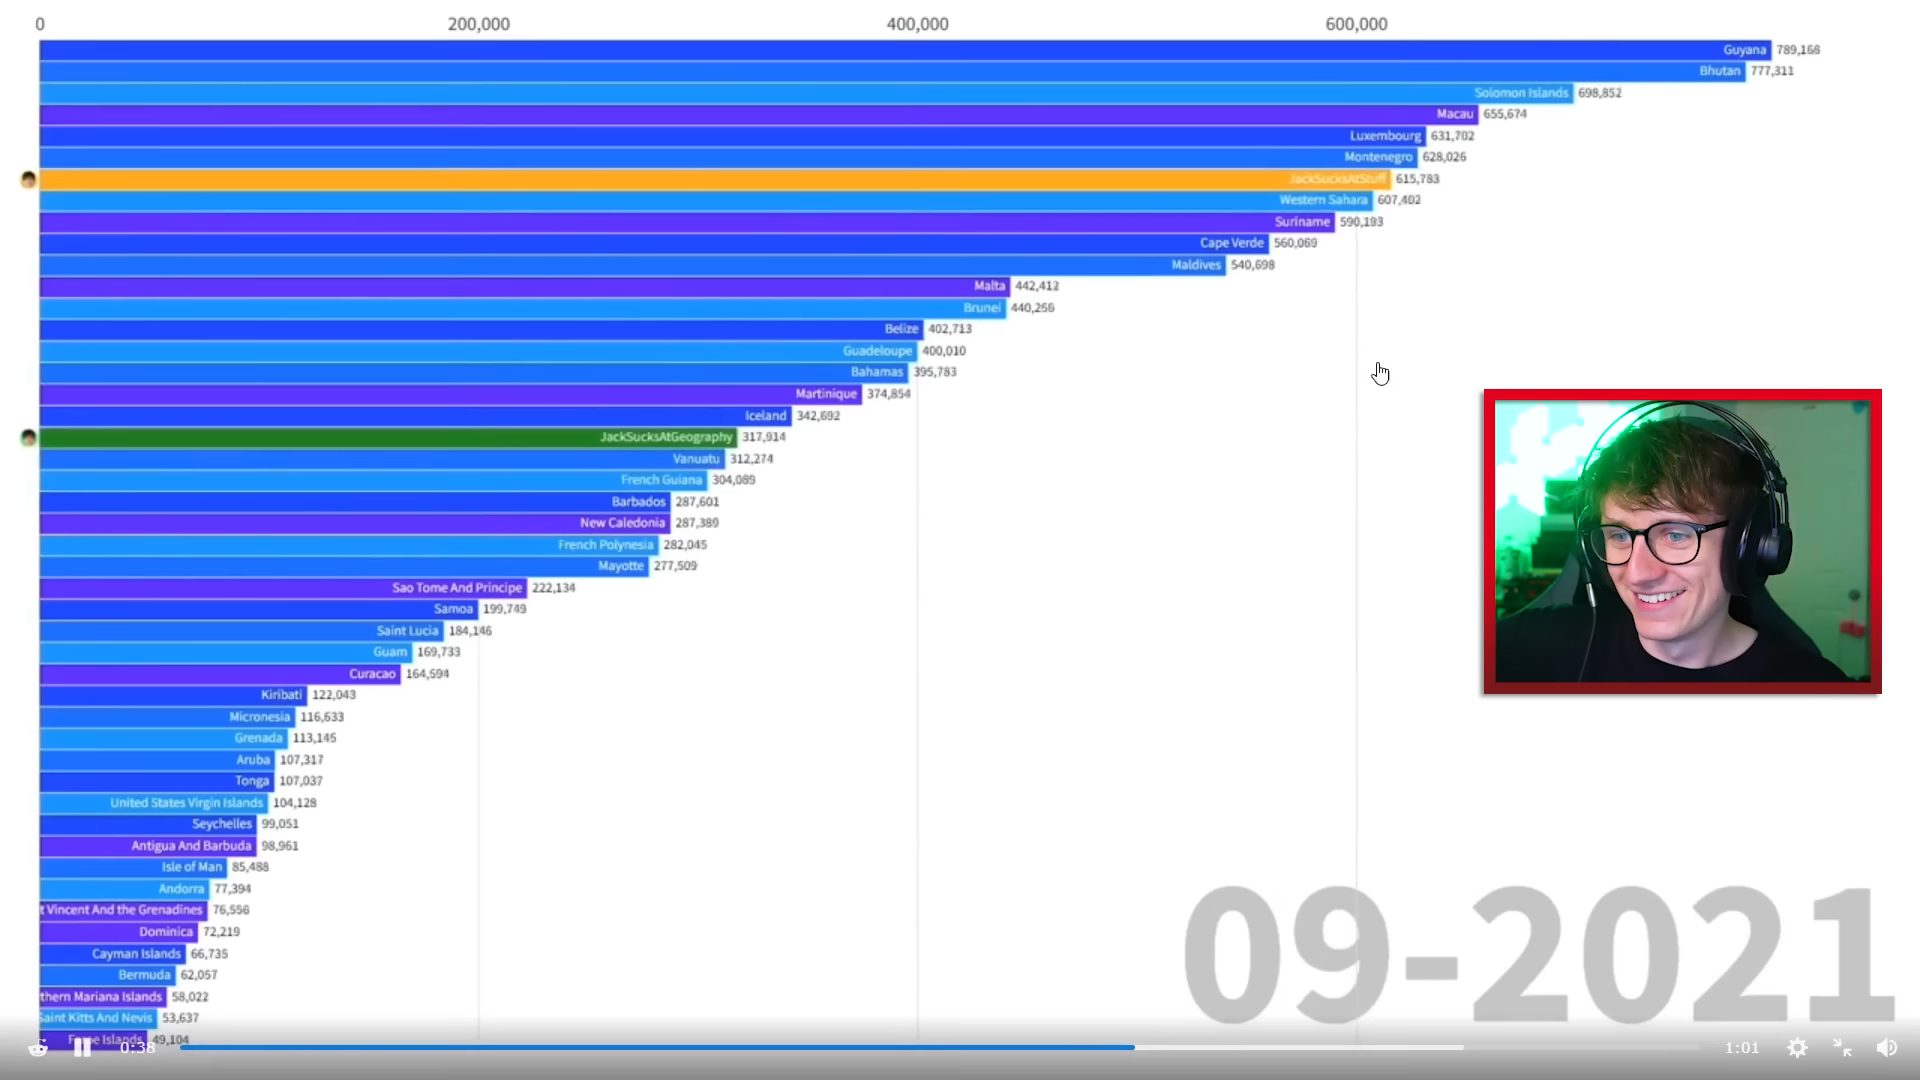 0 200,000 400,000 600,000
Guyana 789,168
Bhutan 777,311
Solomon Islands 698,852
Macau 655,674
Luxembourg 631,702
Montenegro 628,026
JackSucksAtStuff 615,783
Western Sahara 607,402
Suriname 590,193
Cape Verde 560,069
Maldives 540,698
Malta 442,412
Brunei 440,256
Belize 402,713
Guadeloupe 400,010
Bahamas 395,783
Martinique 374,854
Iceland 342,692
JackSucksAtGeography 317,914
Vanuatu 312,274
French Guiana 304,089
Barbados 287,601
New Caledonia 287,389
French Polynesia 282,045
Mayotte 277,509
Sao Tome And Principe 222,134
Samoa 199,749
Saint Lucia 184,146
Guam 169,733
Curacao 164,594
Kiribati 122,043
Micronesia 116,633
Grenada 113,145
Aruba 107,317
Tonga 107,037
United States Virgin Islands 104,128
Seychelles 99,051
Antigua And Barbuda 98,961
Isle of Man 85,488
Andorra 77,394
t Vincent And the Grenadines 76,556
Dominica 72,219
Cayman Islands 66,735
Bermuda 62,057
thern Mariana Islands 58,022
Saint Kitts And Nevis 53,637
Faroe Islands 49,104
09-2021
0:38 1:01